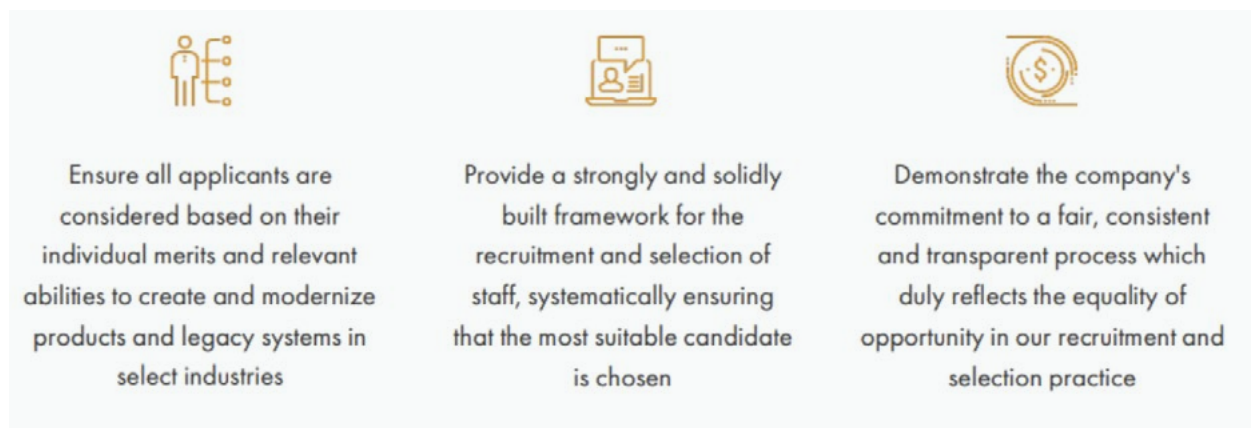 Ensure all applicants are
considered based on their
individual merits and relevant
abilities to create and modernize
products and legacy systems in
select industries
Provide a strongly and solidly
built framework for the
recruitment and selection of
staff, systematically ensuring
that the most suitable candidate
is chosen
Demonstrate the company's
commitment to a fair, consistent
and transparent process which
duly reflects the equality of
opportunity in our recruitment and
selection practice